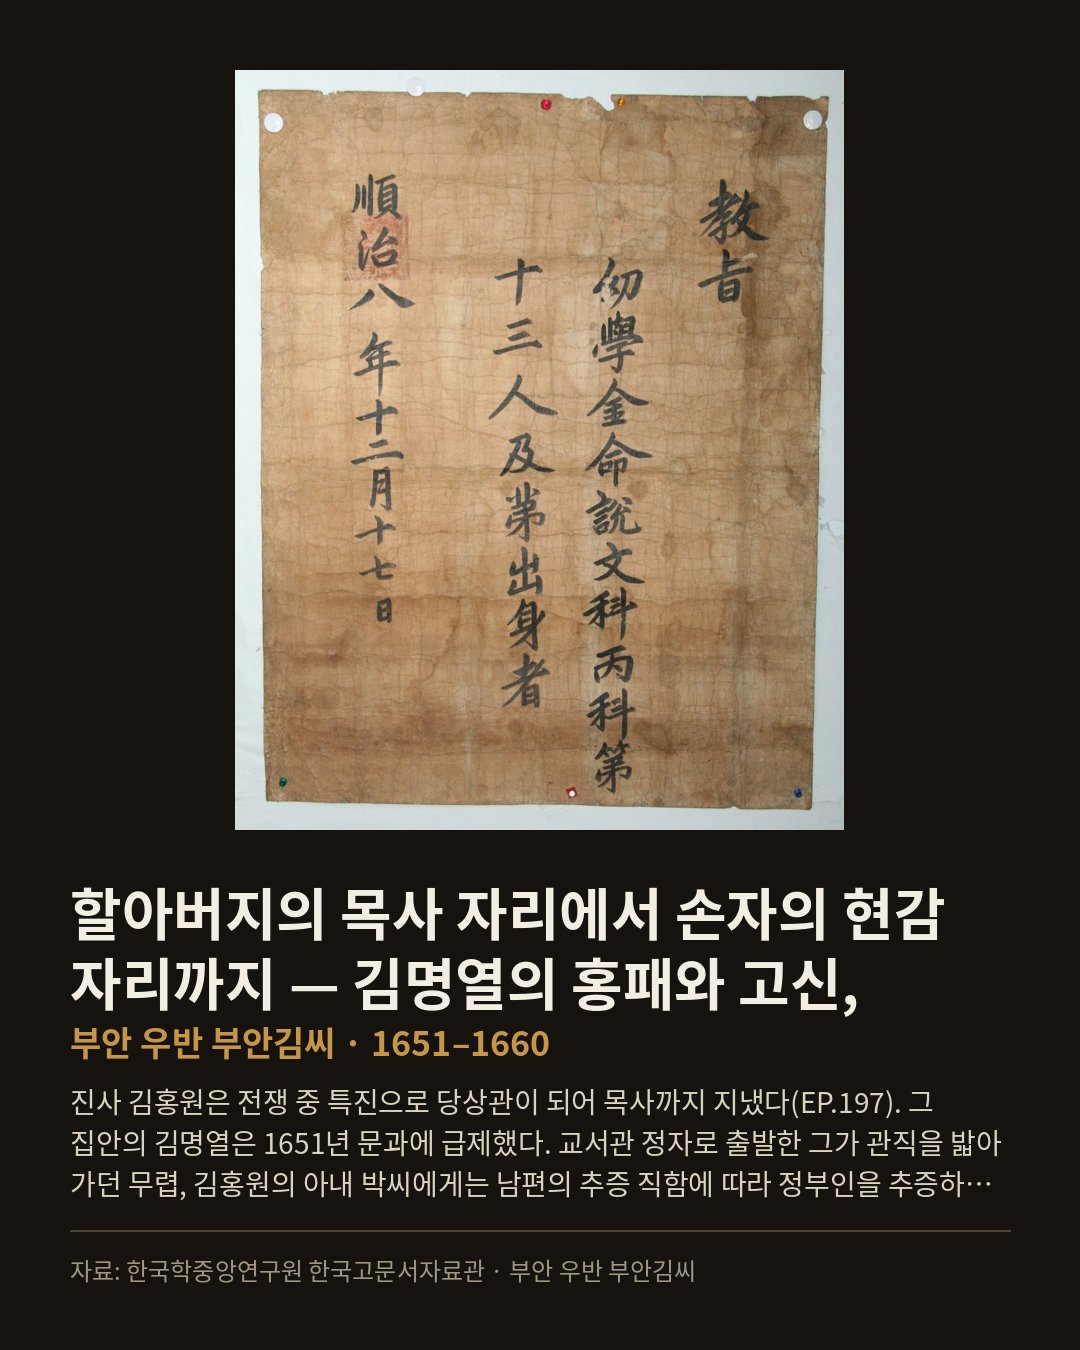 教旨
幼學金命說文科丙科第
十三人及第出身者
順治八年十二月十七日
할아버지의 목사 자리에서 손자의 현감
자리까지 — 김명열의 홍패와 고신,
부안 우반 부안김씨 · 1651–1660
진사 김홍원은 전쟁 중 특진으로 당상관이 되어 목사까지 지냈다(EP.197). 그
집안의 김명열은 1651년 문과에 급제했다. 교서관 정자로 출발한 그가 관직을 밟아
가던 무렵, 김홍원의 아내 박씨에게는 남편의 추증 직함에 따라 정부인을 추증하…
자료: 한국학중앙연구원 한국고문서자료관 · 부안 우반 부안김씨